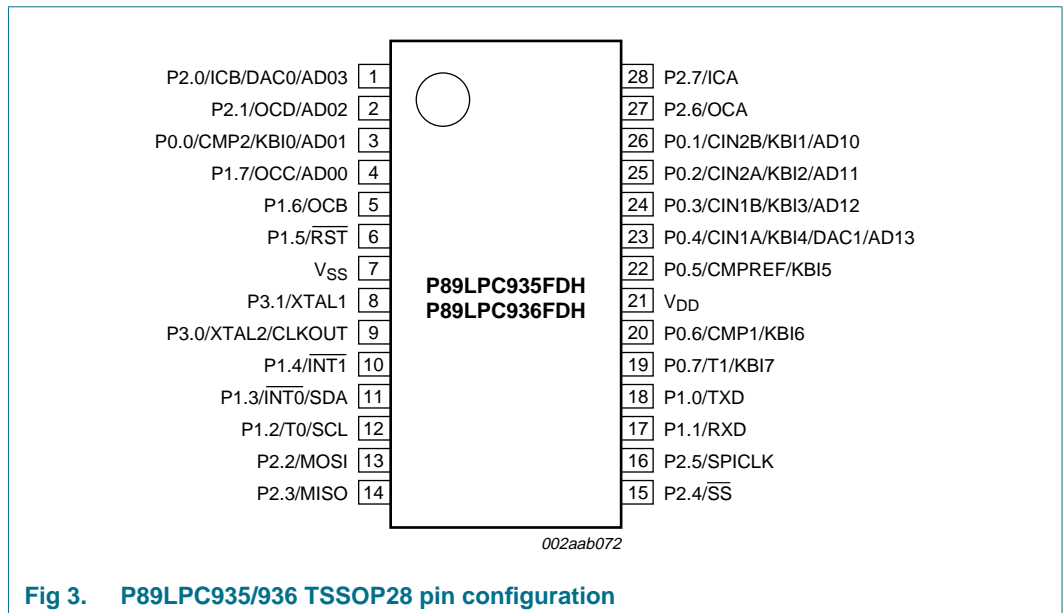 P2.0/ICB/DAC0/AD03 1
P2.1/OCD/AD02 2
P0.0/CMP2/KBI0/AD01 3
P1.7/OCC/AD00 4
P1.6/OCB 5
P1.5/R̅S̅T̅ 6
VSS 7
P3.1/XTAL1 8
P3.0/XTAL2/CLKOUT 9
P1.4/I̅N̅T̅1̅ 10
P1.3/I̅N̅T̅0̅/SDA 11
P1.2/T0/SCL 12
P2.2/MOSI 13
P2.3/MISO 14
P89LPC935FDH
P89LPC936FDH
28 P2.7/ICA
27 P2.6/OCA
26 P0.1/CIN2B/KBI1/AD10
25 P0.2/CIN2A/KBI2/AD11
24 P0.3/CIN1B/KBI3/AD12
23 P0.4/CIN1A/KBI4/DAC1/AD13
22 P0.5/CMPREF/KBI5
21 VDD
20 P0.6/CMP1/KBI6
19 P0.7/T1/KBI7
18 P1.0/TXD
17 P1.1/RXD
16 P2.5/SPICLK
15 P2.4/S̅S̅
002aab072
Fig 3. P89LPC935/936 TSSOP28 pin configuration